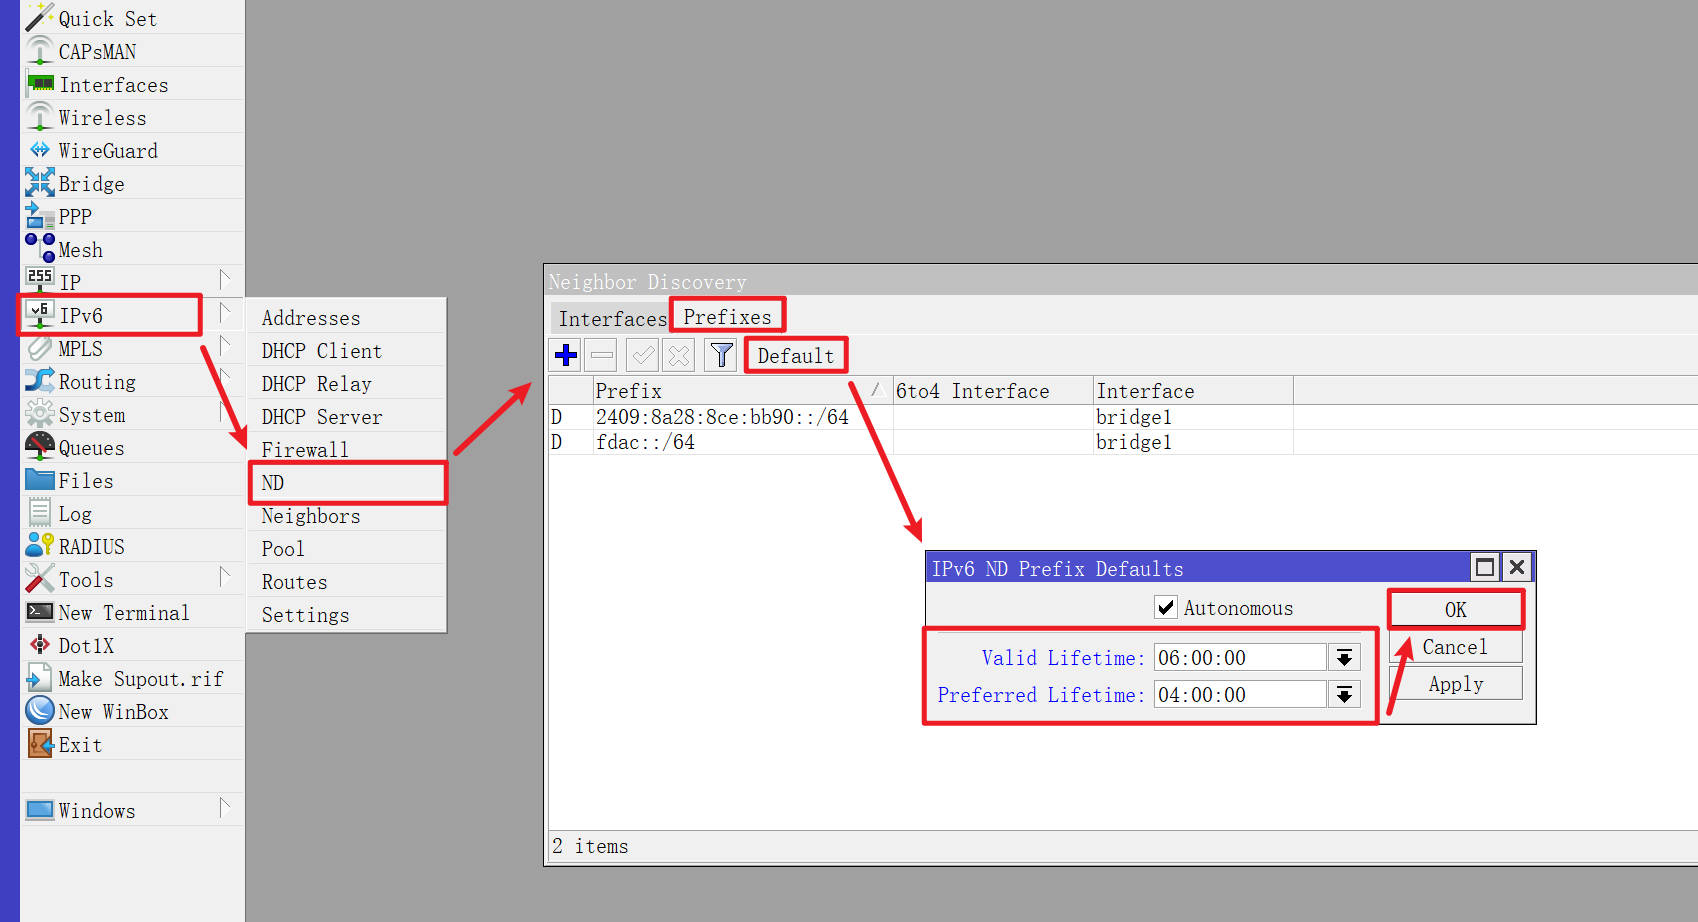 Quick Set
CAPsMAN
Interfaces
Wireless
WireGuard
Bridge
PPP
Mesh
255
IP
v6
IPv6
MPLS
Routing
System
Queues
Files
Log
RADIUS
Tools
New Terminal
Dot1X
Make Supout.rif
New WinBox
Exit
Windows
Addresses
DHCP Client
DHCP Relay
DHCP Server
Firewall
ND
Neighbors
Pool
Routes
Settings
Neighbor Discovery
Interfaces Prefixes
Default
Prefix 6to4 Interface Interface
D 2409:8a28:8ce:bb90::/64 bridge1
D fdac::/64 bridge1
IPv6 ND Prefix Defaults
Autonomous
OK
Valid Lifetime: 06:00:00
Cancel
Preferred Lifetime: 04:00:00
Apply
2 items